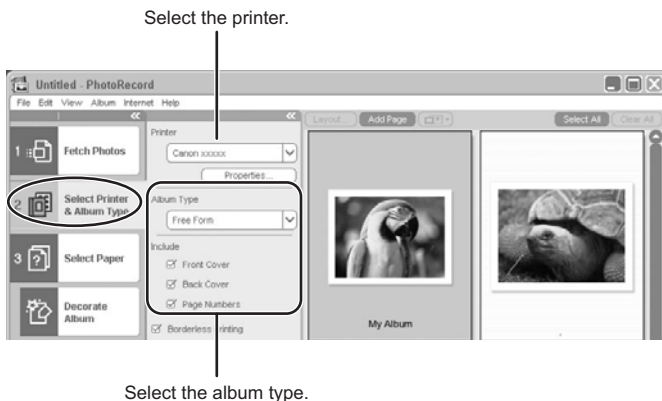 Select the printer.
Untitled - PhotoRecord
File Edit View Album Internet Help
Layout... Add Page Select All Clear All
1 Fetch Photos
Printer
Canon xxxxx
Properties...
2 Select Printer
& Album Type
Album Type
Free Form
Include
Front Cover
Back Cover
Page Numbers
Borderless Printing
3 Select Paper
Decorate
Album
My Album
Select the album type.